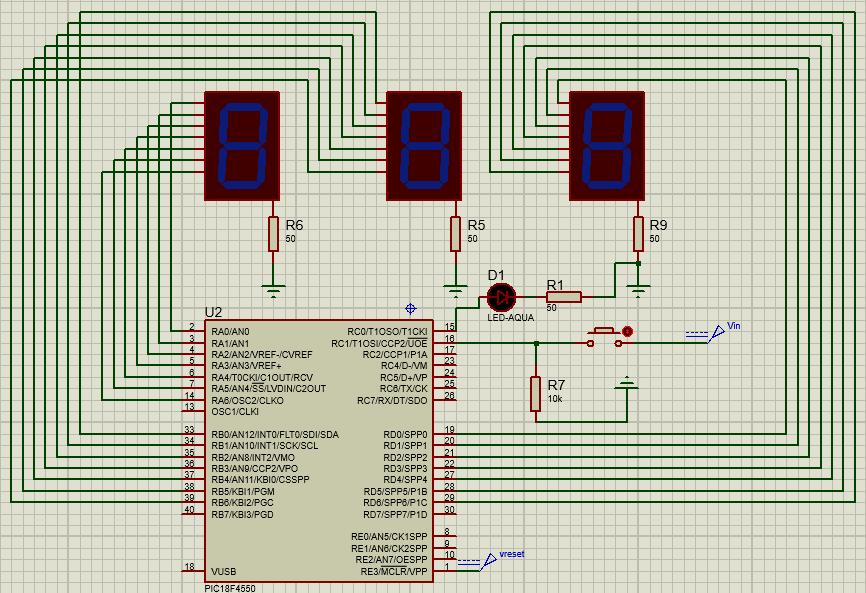 R6
50
R5
50
R9
50
D1
LED-AQUA
R1
50
U2
Vin
R7
10k
2 RA0/AN0 RC0/T1OSO/T1CKI 15
3 RA1/AN1 RC1/T1OSI/CCP2/UOE 16
4 RA2/AN2/VREF-/CVREF RC2/CCP1/P1A 17
5 RA3/AN3/VREF+ RC4/D-/VM 23
6 RA4/T0CKI/C1OUT/RCV RC5/D+/VP 24
7 RA5/AN4/SS/LVDIN/C2OUT RC6/TX/CK 25
14 RA6/OSC2/CLKO RC7/RX/DT/SDO 26
13 OSC1/CLKI
33 RB0/AN12/INT0/FLT0/SDI/SDA RD0/SPP0 19
34 RB1/AN10/INT1/SCK/SCL RD1/SPP1 20
35 RB2/AN8/INT2/VMO RD2/SPP2 21
36 RB3/AN9/CCP2/VPO RD3/SPP3 22
37 RB4/AN11/KBI0/CSSPP RD4/SPP4 27
38 RB5/KBI1/PGM RD5/SPP5/P1B 28
39 RB6/KBI2/PGC RD6/SPP6/P1C 29
40 RB7/KBI3/PGD RD7/SPP7/P1D 30
RE0/AN5/CK1SPP 8
RE1/AN6/CK2SPP 9
RE2/AN7/OESPP 10
18 VUSB RE3/MCLR/VPP 1
vreset
PIC18F4550